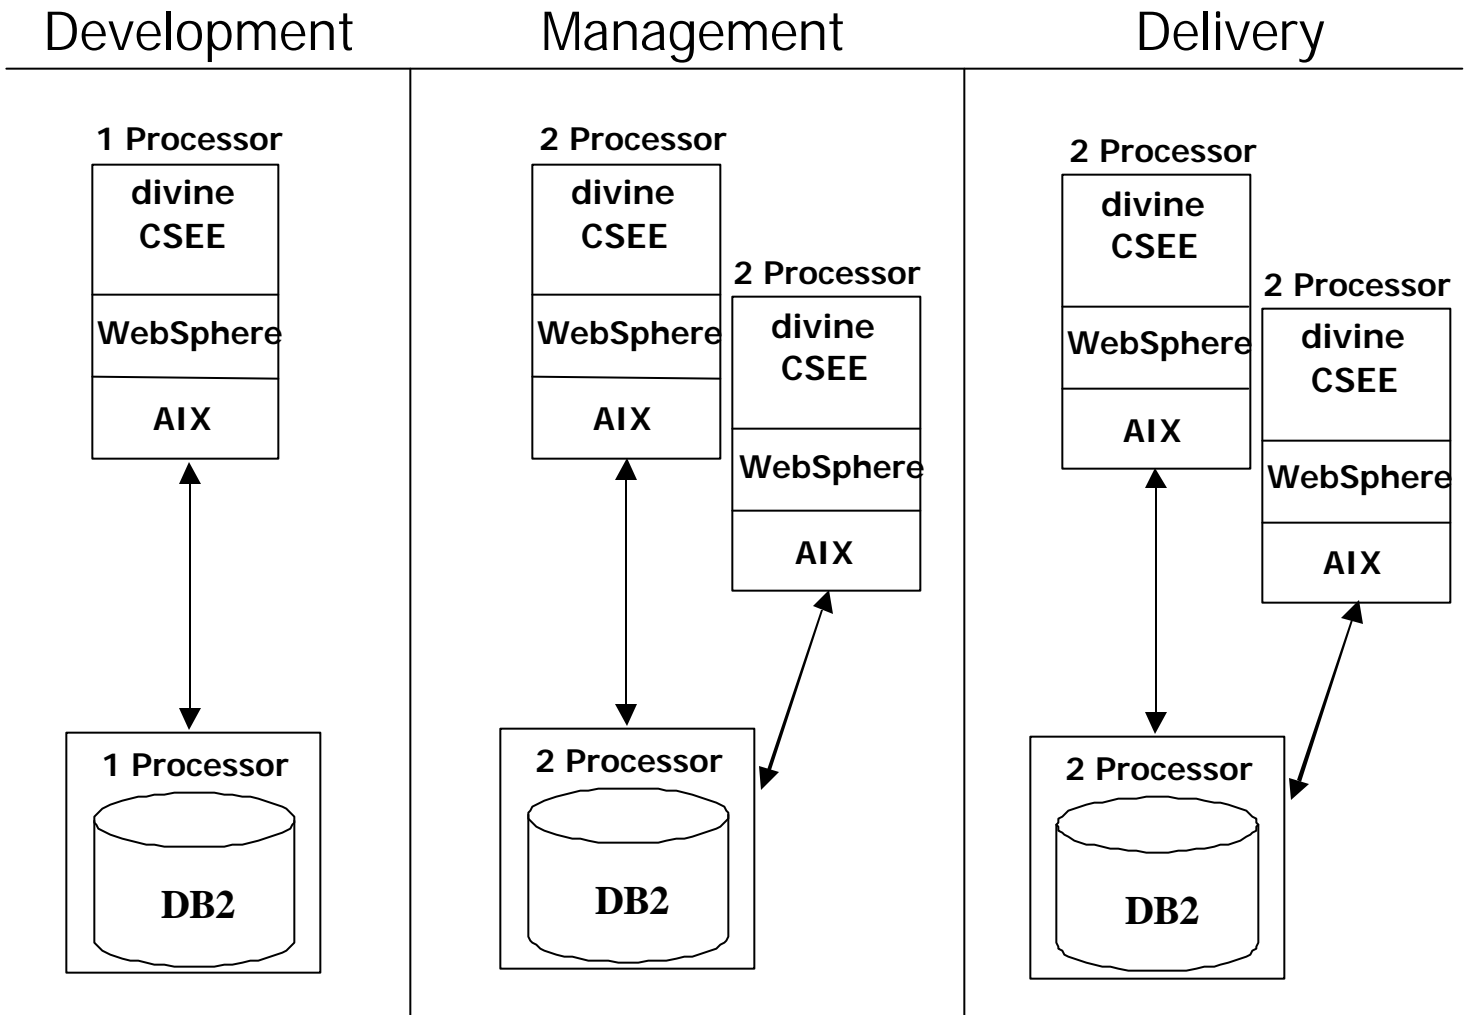 Development
Management
Delivery
1 Processor
divine
CSEE
WebSphere
AIX
1 Processor
DB2
2 Processor
divine
CSEE
WebSphere
AIX
2 Processor
divine
CSEE
WebSphere
AIX
2 Processor
DB2
2 Processor
divine
CSEE
WebSphere
AIX
2 Processor
divine
CSEE
WebSphere
AIX
2 Processor
DB2